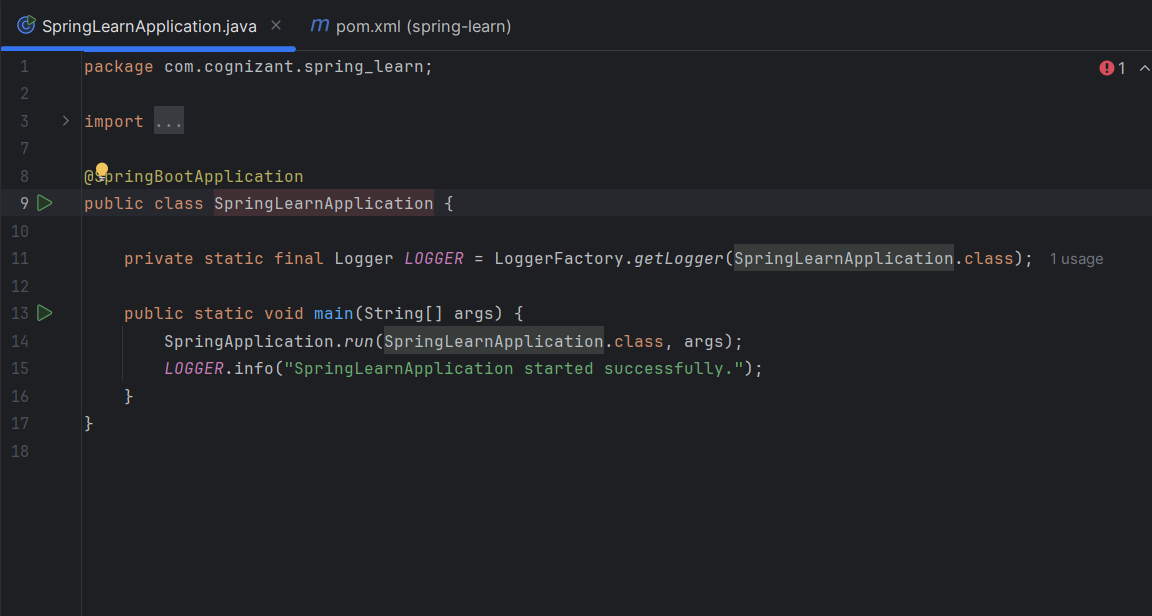 SpringLearnApplication.java
pom.xml (spring-learn)
1 package com.cognizant.spring_learn;
1
2
3 import ...
7
8 @SpringBootApplication
9 public class SpringLearnApplication {
10
11 private static final Logger LOGGER = LoggerFactory.getLogger(SpringLearnApplication.class); 1 usage
12
13 public static void main(String[] args) {
14 SpringApplication.run(SpringLearnApplication.class, args);
15 LOGGER.info("SpringLearnApplication started successfully.");
16 }
17 }
18